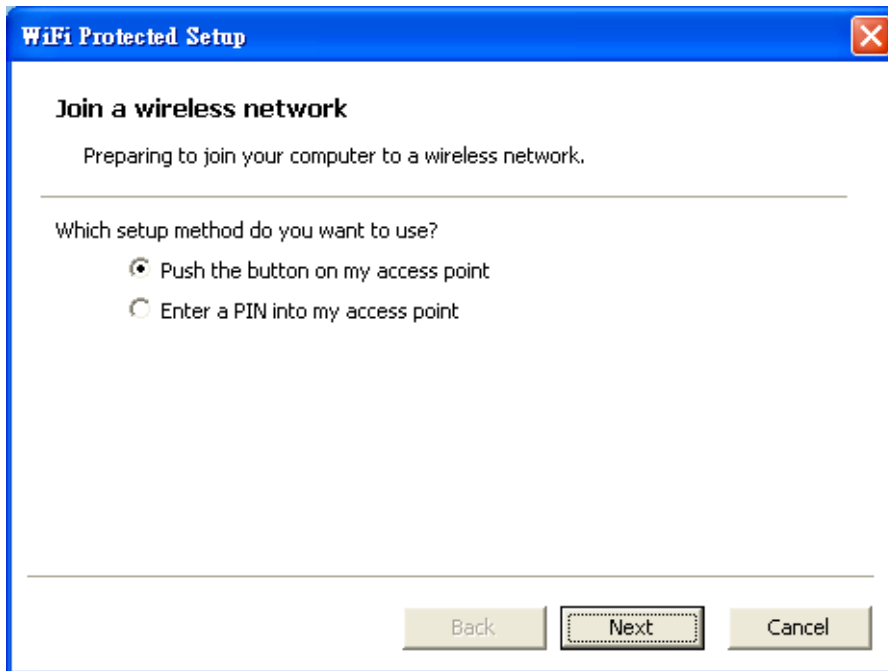 WiFi Protected Setup
Join a wireless network
Preparing to join your computer to a wireless network.
Which setup method do you want to use?
Push the button on my access point
Enter a PIN into my access point
Back Next Cancel